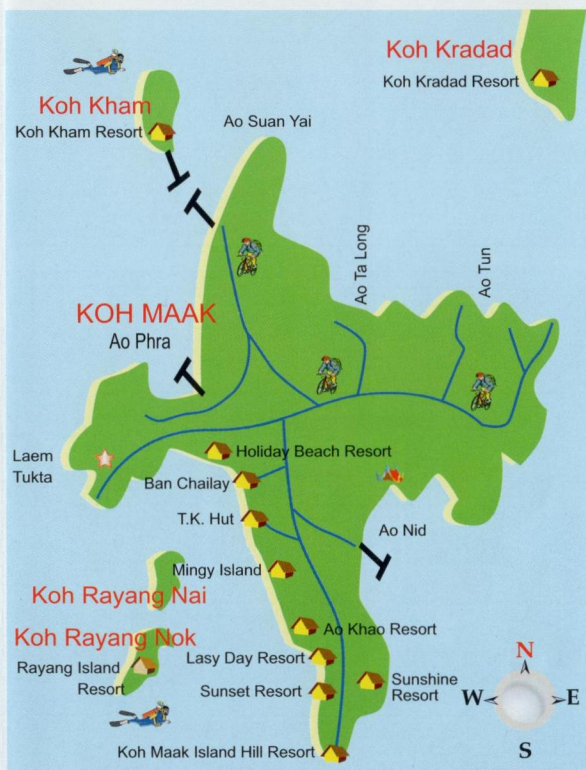 Koh Kradad
Koh Kradad Resort
Koh Kham
Koh Kham Resort
Ao Suan Yai
Ao Ta Long
Ao Tun
KOH MAAK
Ao Phra
Laem
Tukta
Holiday Beach Resort
Ban Chailay
T.K. Hut
Ao Nid
Mingy Island
Koh Rayang Nai
Koh Rayang Nok
Rayang Island
Resort
Ao Khao Resort
Lasy Day Resort
Sunset Resort
Sunshine
Resort
Koh Maak Island Hill Resort
N
W
E
S